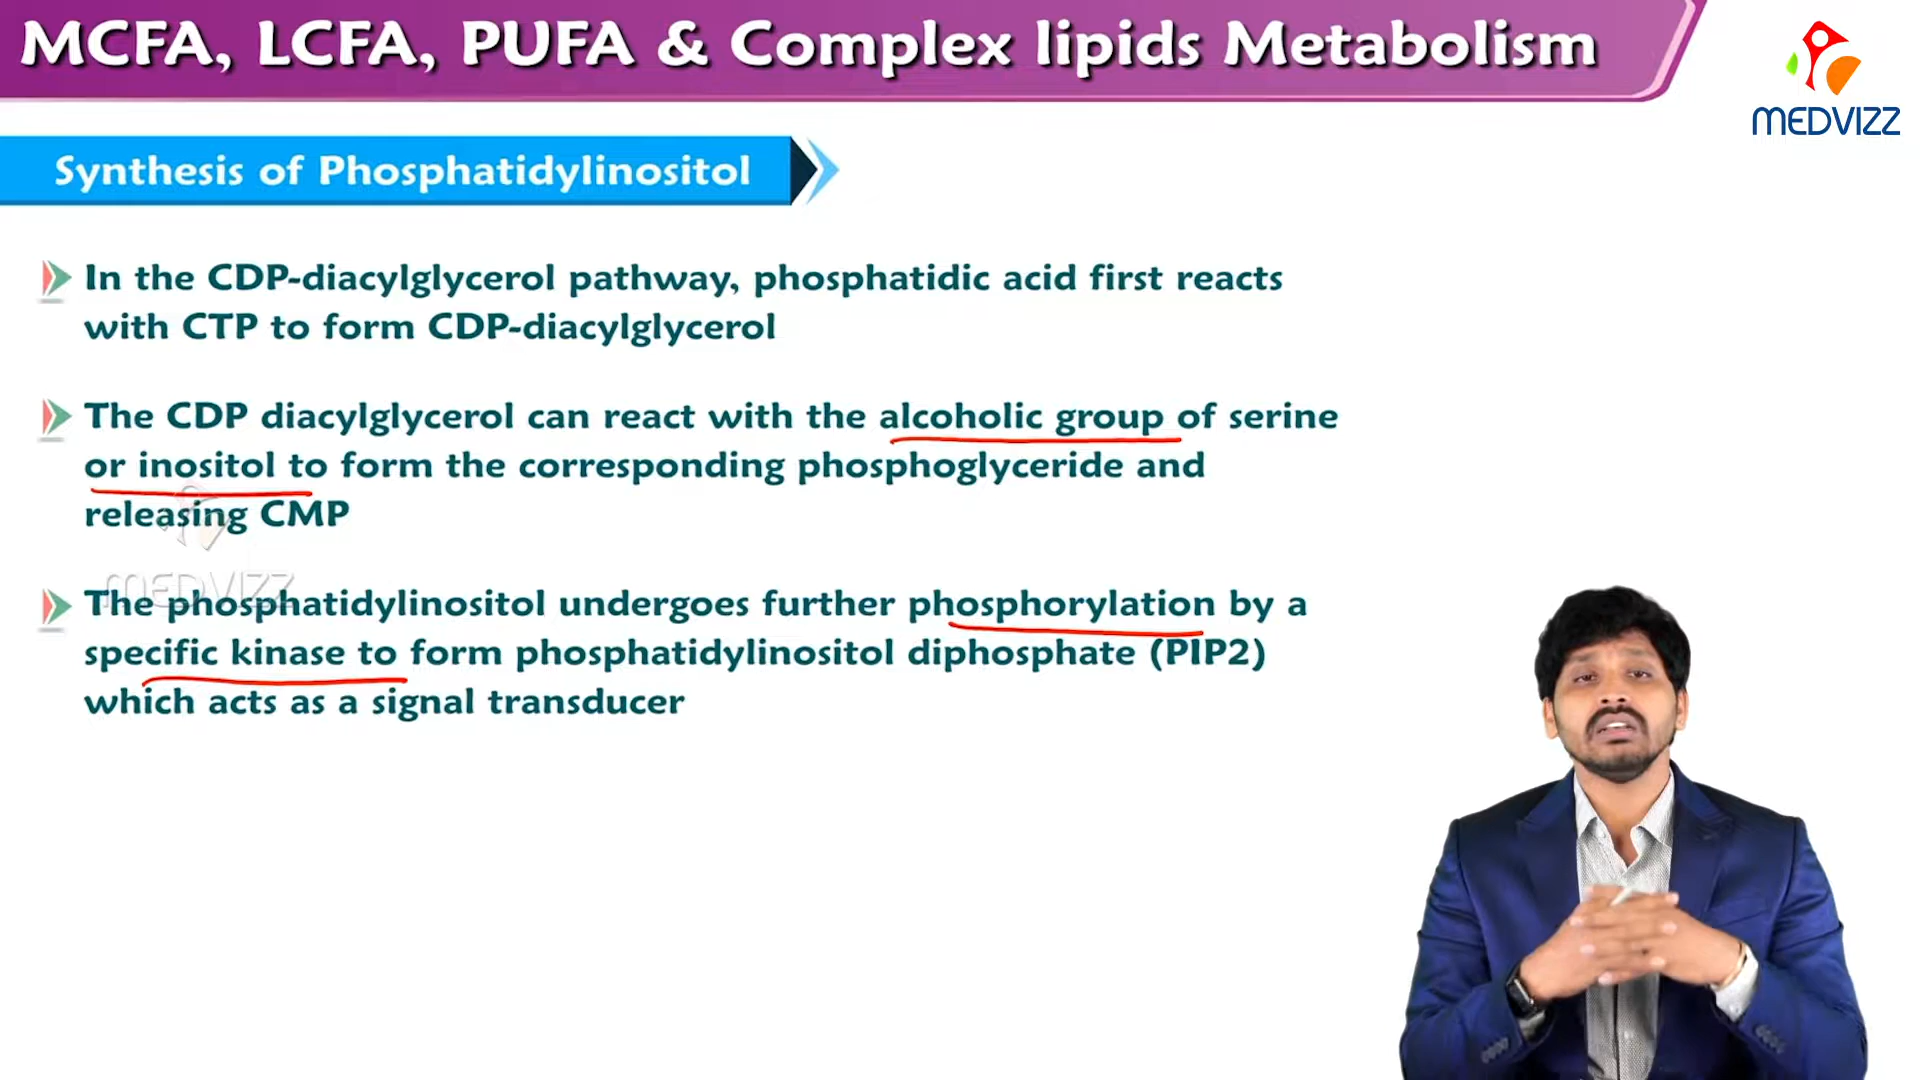 MCFA, LCFA, PUFA & Complex lipids Metabolism
MEDVIZZ
Synthesis of Phosphatidylinositol
In the CDP-diacylglycerol pathway, phosphatidic acid first reacts
with CTP to form CDP-diacylglycerol
The CDP diacylglycerol can react with the alcoholic group of serine
or inositol to form the corresponding phosphoglyceride and
releasing CMP
MEDVIZZ
The phosphatidylinositol undergoes further phosphorylation by a
specific kinase to form phosphatidylinositol diphosphate (PIP2)
which acts as a signal transducer